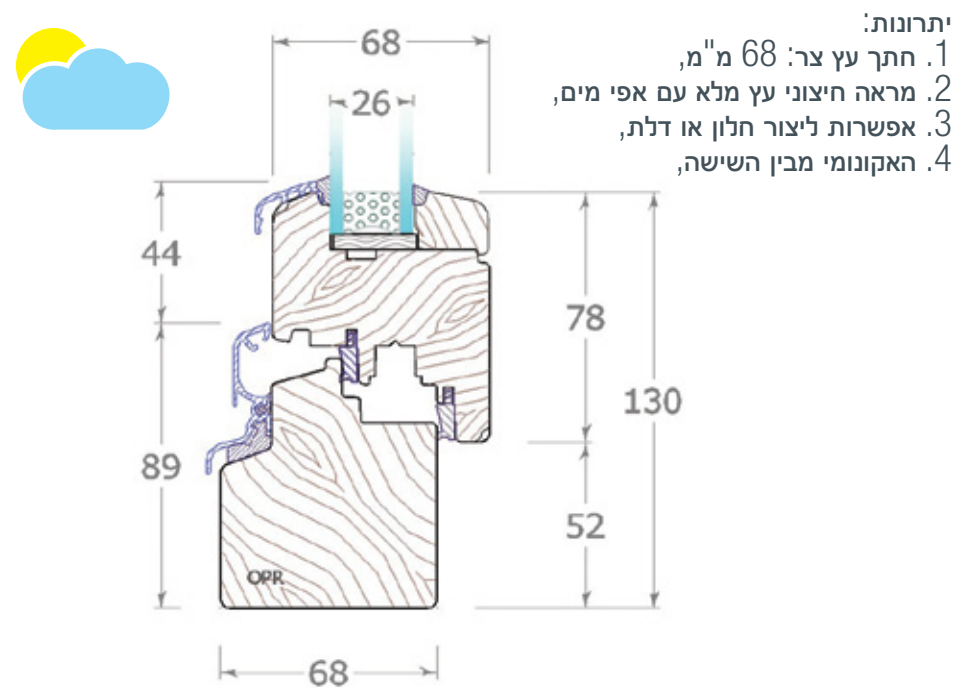 יתרונות:
1. חתך עץ צר: 68 מ"מ,
2. מראה חיצוני עץ מלא עם אפי מים,
3. אפשרות ליצור חלון או דלת,
4. האקונומי מבין השישה,
68
26
44
78
130
89
52
OPR
68